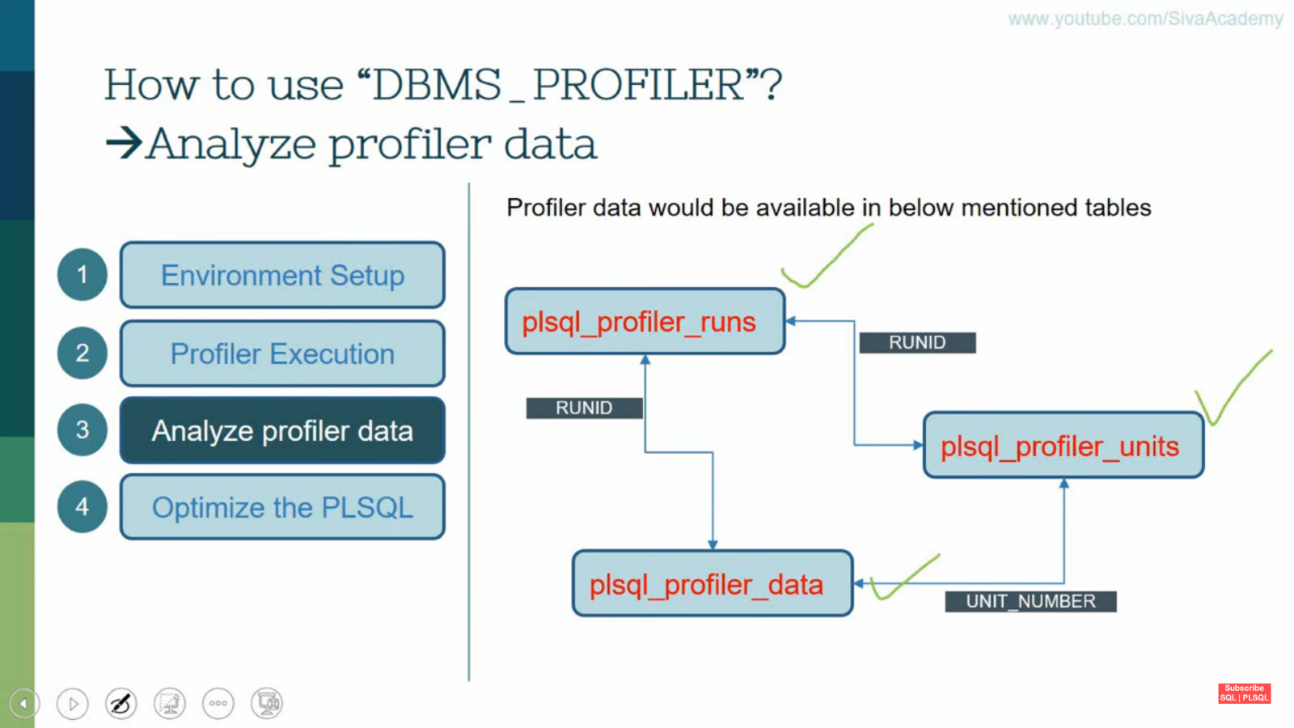 www.youtube.com/SivaAcademy
How to use “DBMS_PROFILER”?
→Analyze profiler data
1 Environment Setup
2 Profiler Execution
3 Analyze profiler data
4 Optimize the PLSQL
Profiler data would be available in below mentioned tables
plsql_profiler_runs
RUNID
RUNID
plsql_profiler_units
plsql_profiler_data
UNIT_NUMBER
Subscribe
SQL | PLSQL